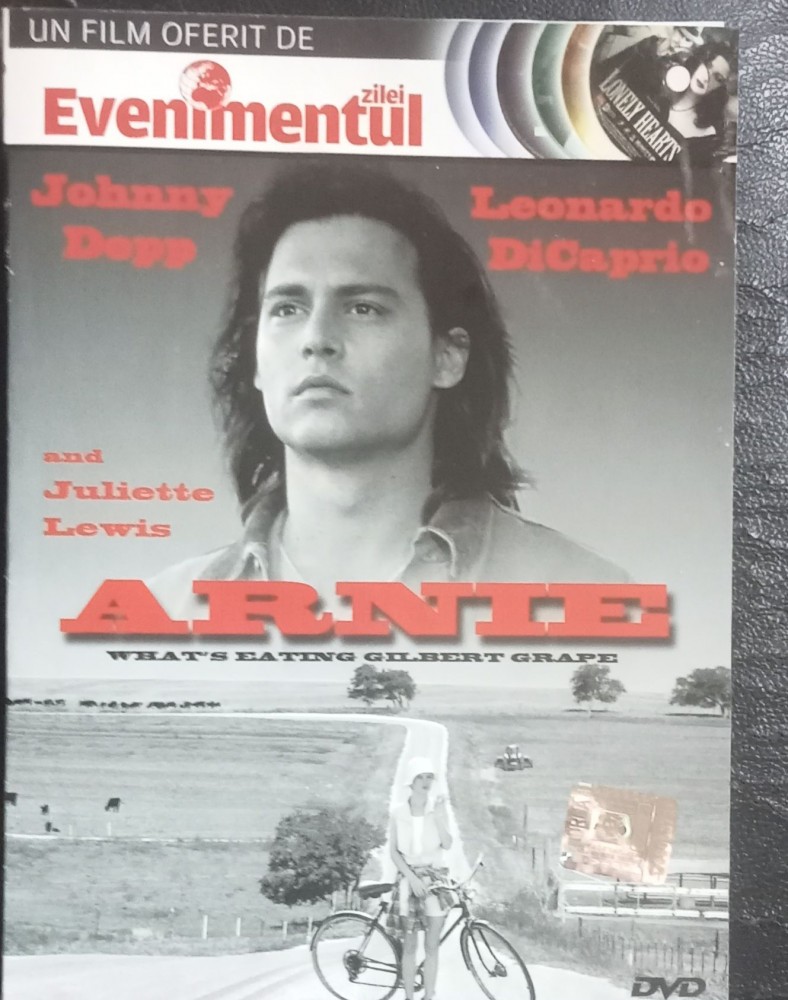 UN FILM OFERIT DE
Evenimentul
zilei
LONELY HEARTS
Johnny
Depp
Leonardo
DiCaprio
and
Juliette
Lewis
ARNIE
WHAT'S EATING GILBERT GRAPE
DVD